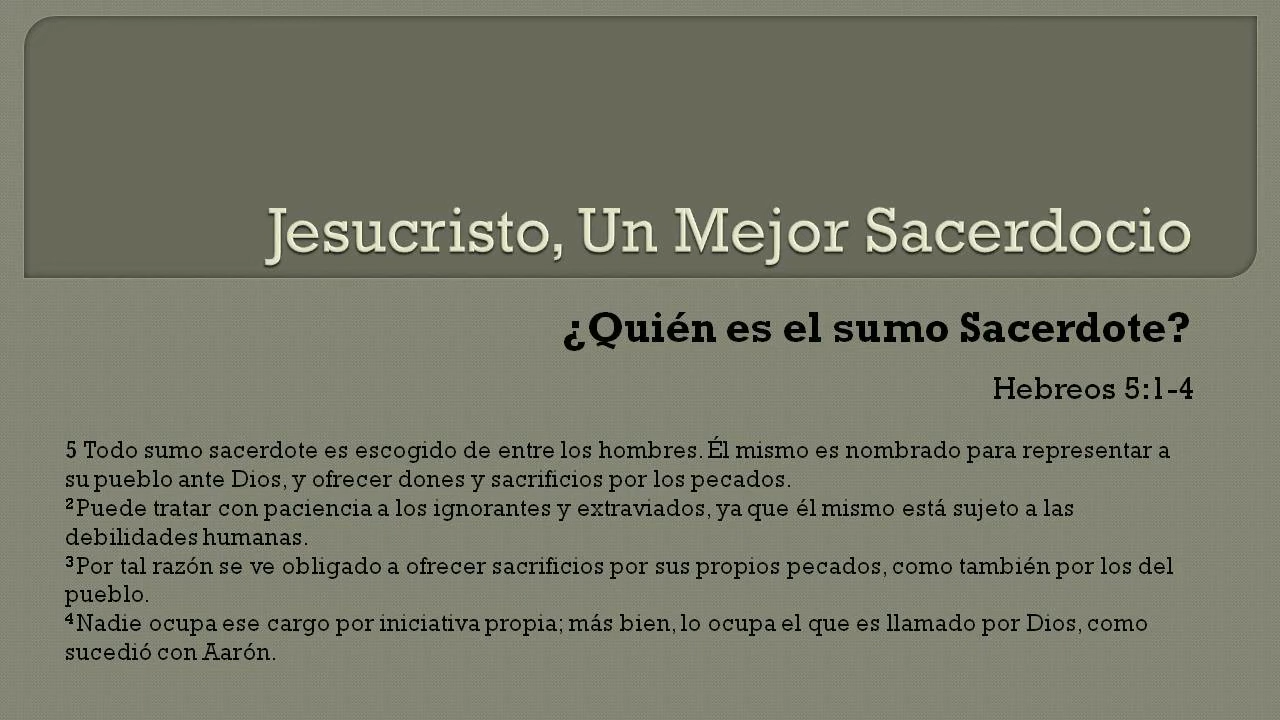 Jesucristo, Un Mejor Sacerdocio
¿Quién es el sumo Sacerdote?
Hebreos 5:1-4
5 Todo sumo sacerdote es escogido de entre los hombres. Él mismo es nombrado para representar a
su pueblo ante Dios, y ofrecer dones y sacrificios por los pecados.
²Puede tratar con paciencia a los ignorantes y extraviados, ya que él mismo está sujeto a las
debilidades humanas.
³Por tal razón se ve obligado a ofrecer sacrificios por sus propios pecados, como también por los del
pueblo.
⁴Nadie ocupa ese cargo por iniciativa propia; más bien, lo ocupa el que es llamado por Dios, como
sucedió con Aarón.